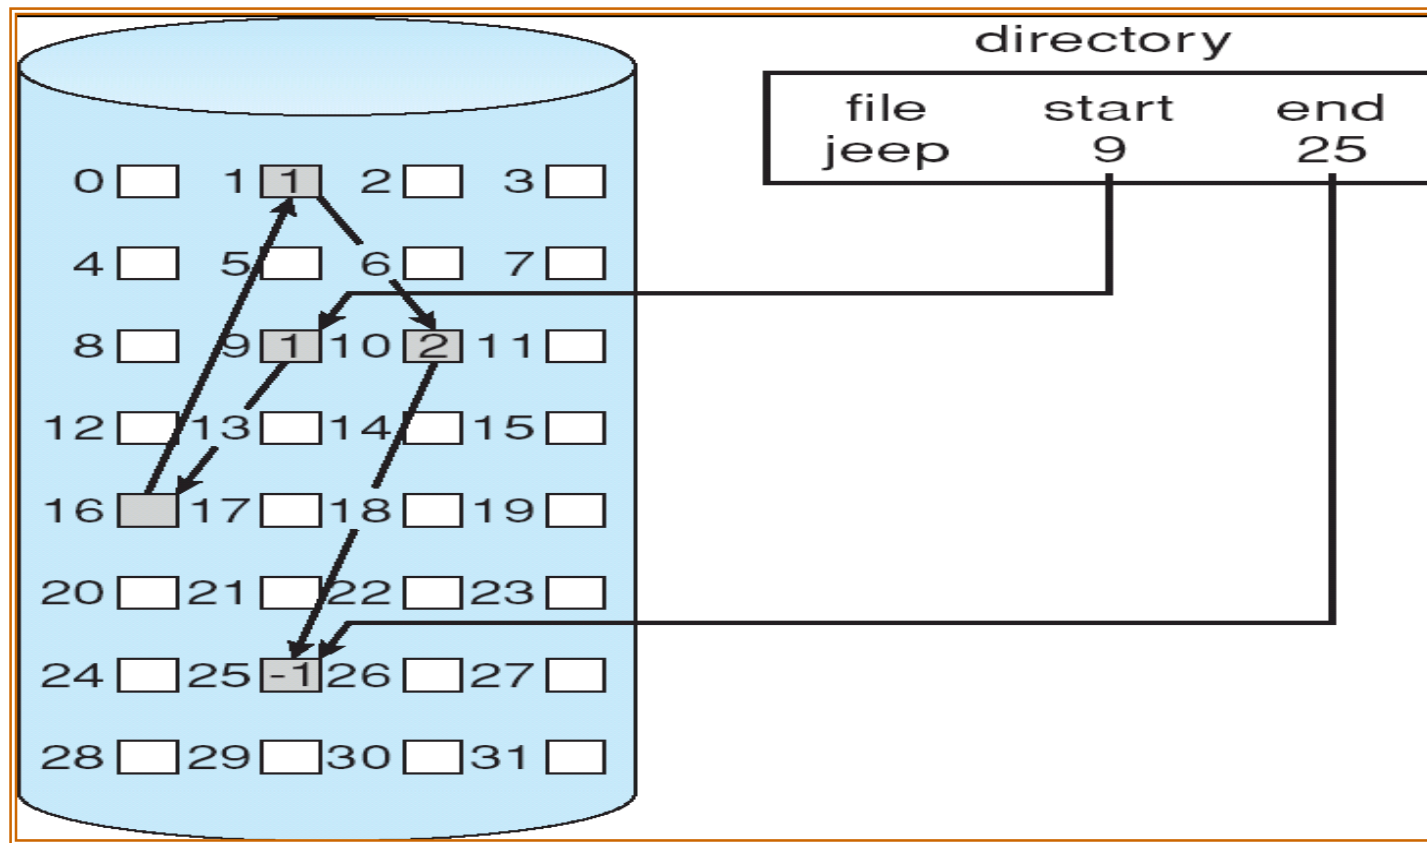 directory
file start end
jeep 9 25
0 1 1 2 3
4 5 6 7
8 9 1 10 2 11
12 13 14 15
16 17 18 19
20 21 22 23
24 25 -1 26 27
28 29 30 31